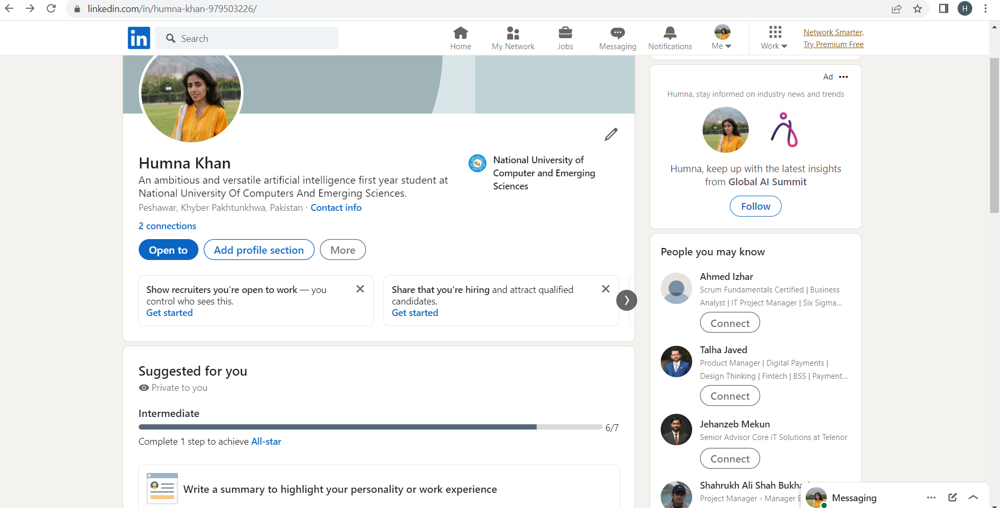 linkedin.com/in/humna-khan-979503226/
H
in
Search
Home
My Network
Jobs
Messaging
Notifications
Me
Work
Network Smarter,
Try Premium Free
Humna Khan
An ambitious and versatile artificial intelligence first year student at
National University Of Computers And Emerging Sciences.
Peshawar, Khyber Pakhtunkhwa, Pakistan · Contact info
2 connections
National University of
Computer and Emerging
Sciences
Open to
Add profile section
More
Show recruiters you’re open to work — you
control who sees this.
Get started
Share that you’re hiring and attract qualified
candidates.
Get started
Suggested for you
Private to you
Intermediate
6/7
Complete 1 step to achieve All-star
Write a summary to highlight your personality or work experience
Ad
Humna, stay informed on industry news and trends
Humna, keep up with the latest insights
from Global AI Summit
Follow
People you may know
Ahmed Izhar
Scrum Fundamentals Certified | Business
Analyst | IT Project Manager | Six Sigma...
Connect
Talha Javed
Product Manager | Digital Payments |
Design Thinking | Fintech | BSS | Payment...
Connect
Jehanzeb Mekun
Senior Advisor Core IT Solutions at Telenor
Connect
Shahrukh Ali Shah
Project Manager - Manager
Messaging